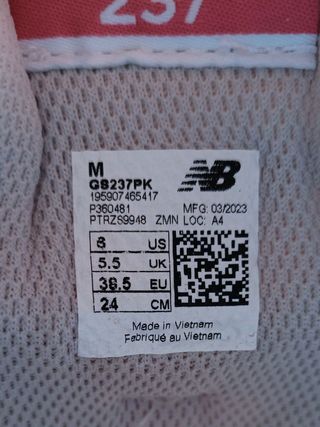 237
M
GS237PK
195907465417
P360481 MFG: 03/2023
PTRZS9948 ZMN LOC: A4
NB
6 US
5.5 UK
38.5 EU
24 CM
Made in Vietnam
Fabriqué au Vietnam